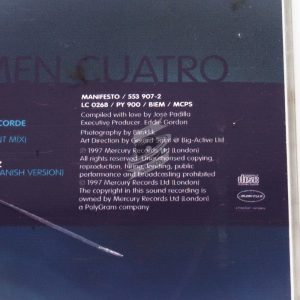 MEN CUATRO
MANIFESTO / 553 907-2
LC 0268 / PY 900 / BIEM / MCPS
CORDE
Compiled with love by José Padilla
Executive Producer: Eddie Gordon
NT MIX)
Photography by
Art Direction by Gerard Saint @ Big-Active Ltd
Z
℗ 1997 Mercury Records Ltd (London)
ANISH VERSION)
All rights reserved. Unauthorised copying,
reproduction, hiring, lending, public
performance and broadcasting prohibited
© 1997 Mercury Records Ltd (London)
The copyright in this sound recording is
owned by Mercury Records Ltd (London)
a PolyGram company
disc